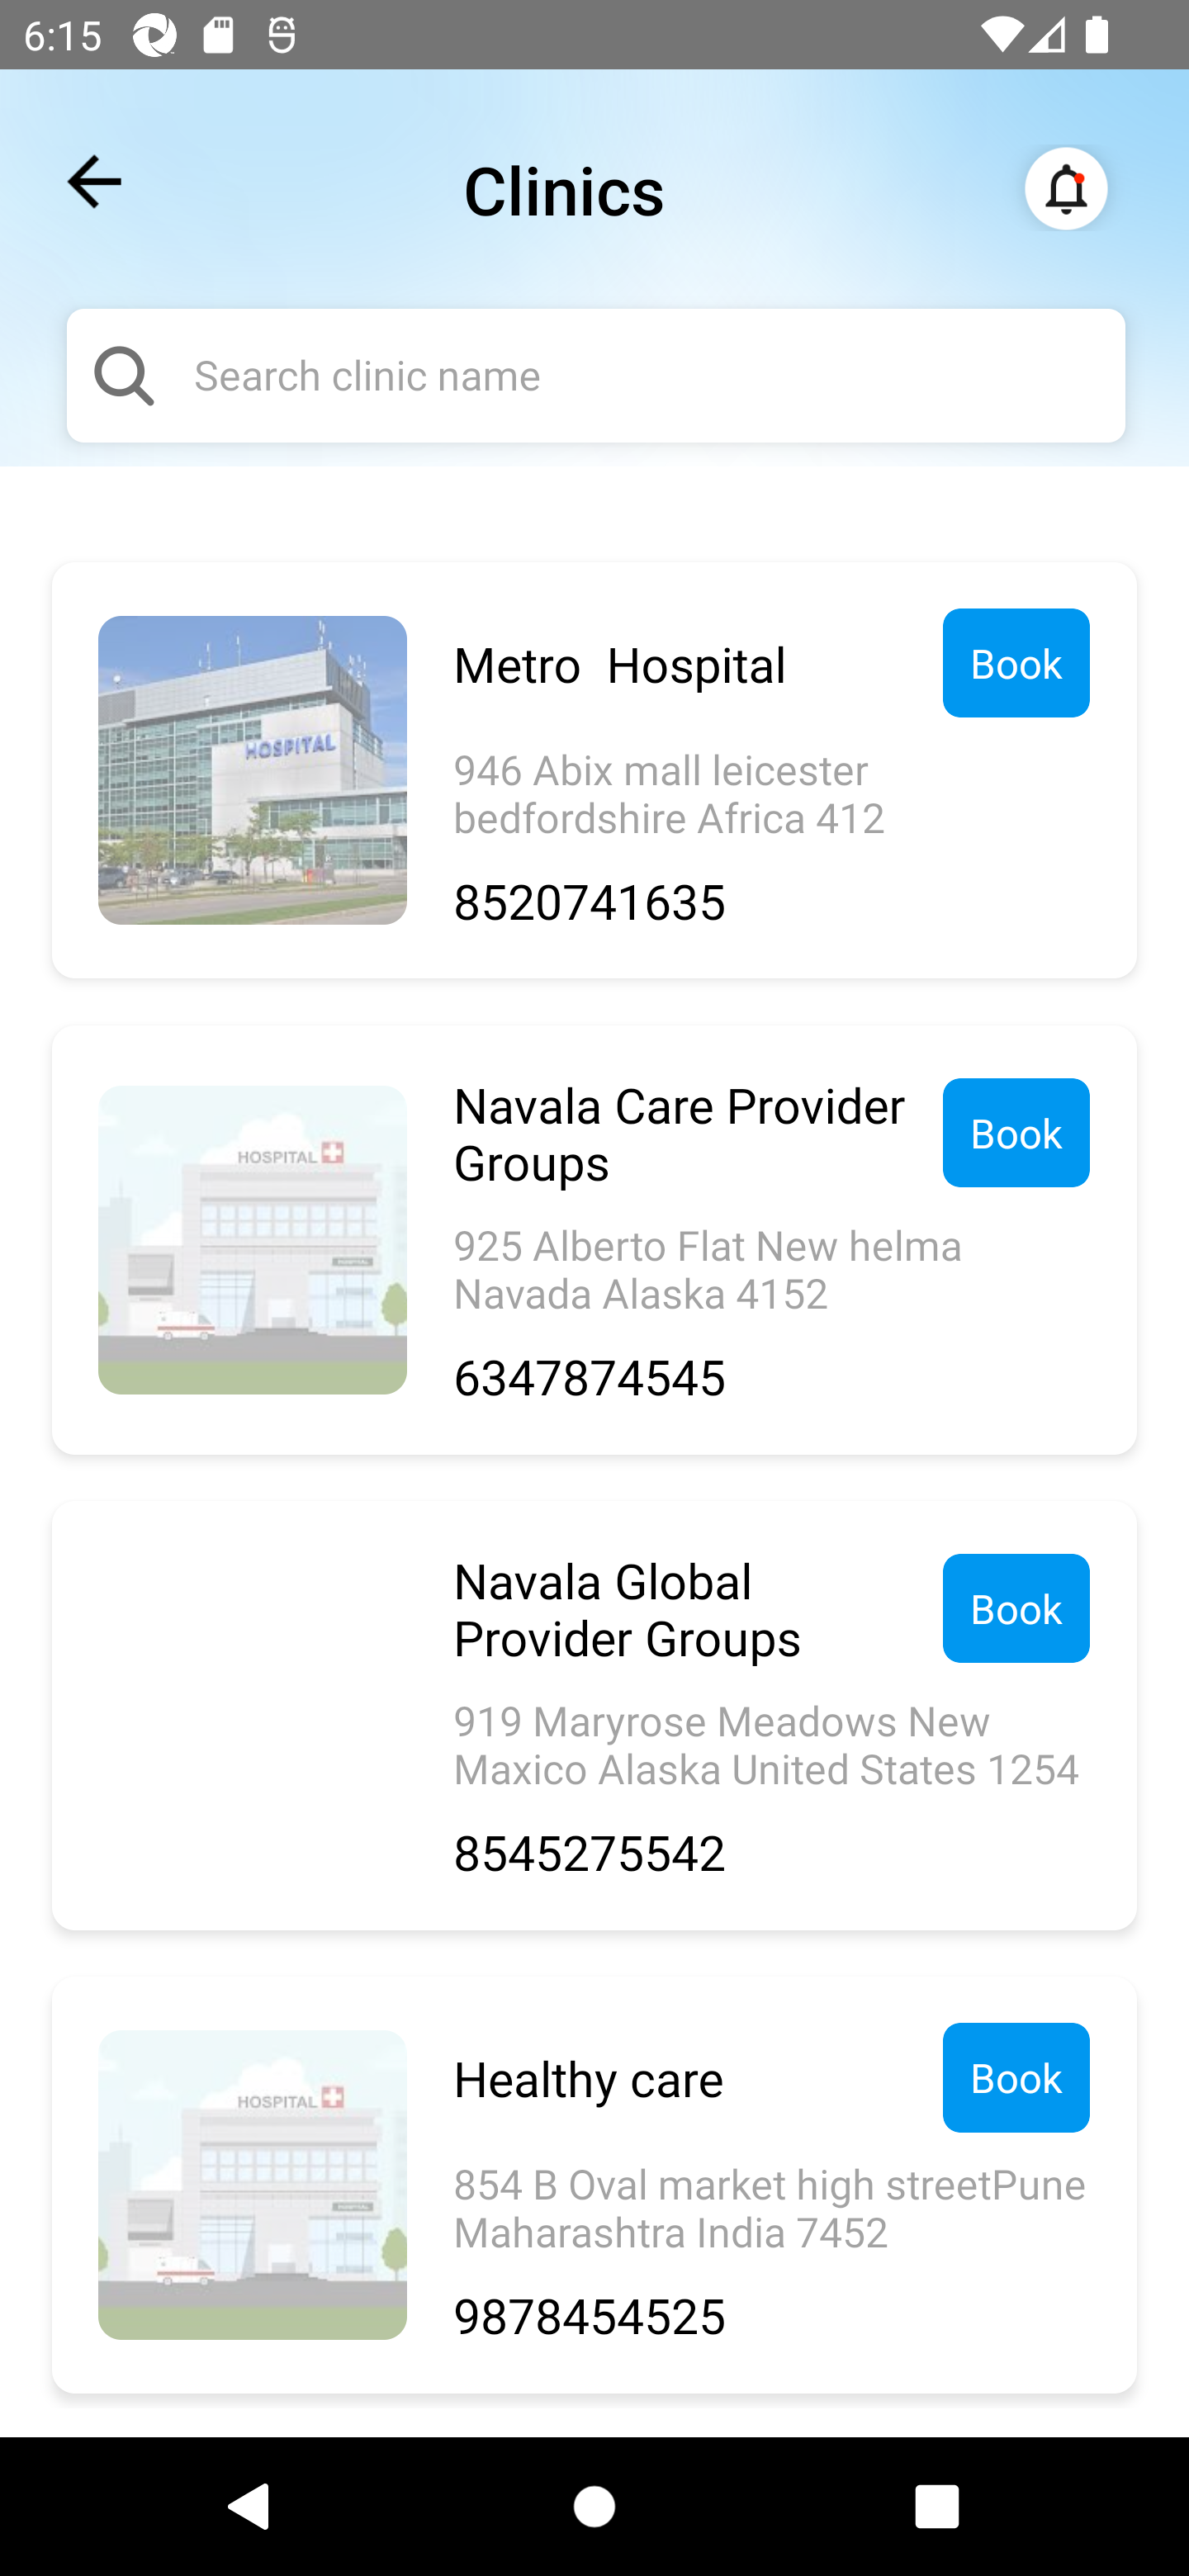 6:15
Clinics
Search clinic name
Metro  Hospital
Book
HOSPITAL
946 Abix mall leicester
bedfordshire Africa 412
8520741635
Navala Care Provider
Groups
Book
HOSPITAL
HOSPITAL
925 Alberto Flat New helma
Navada Alaska 4152
6347874545
Navala Global
Provider Groups
Book
919 Maryrose Meadows New
Maxico Alaska United States 1254
8545275542
Healthy care
Book
HOSPITAL
HOSPITAL
854 B Oval market high streetPune
Maharashtra India 7452
9878454525